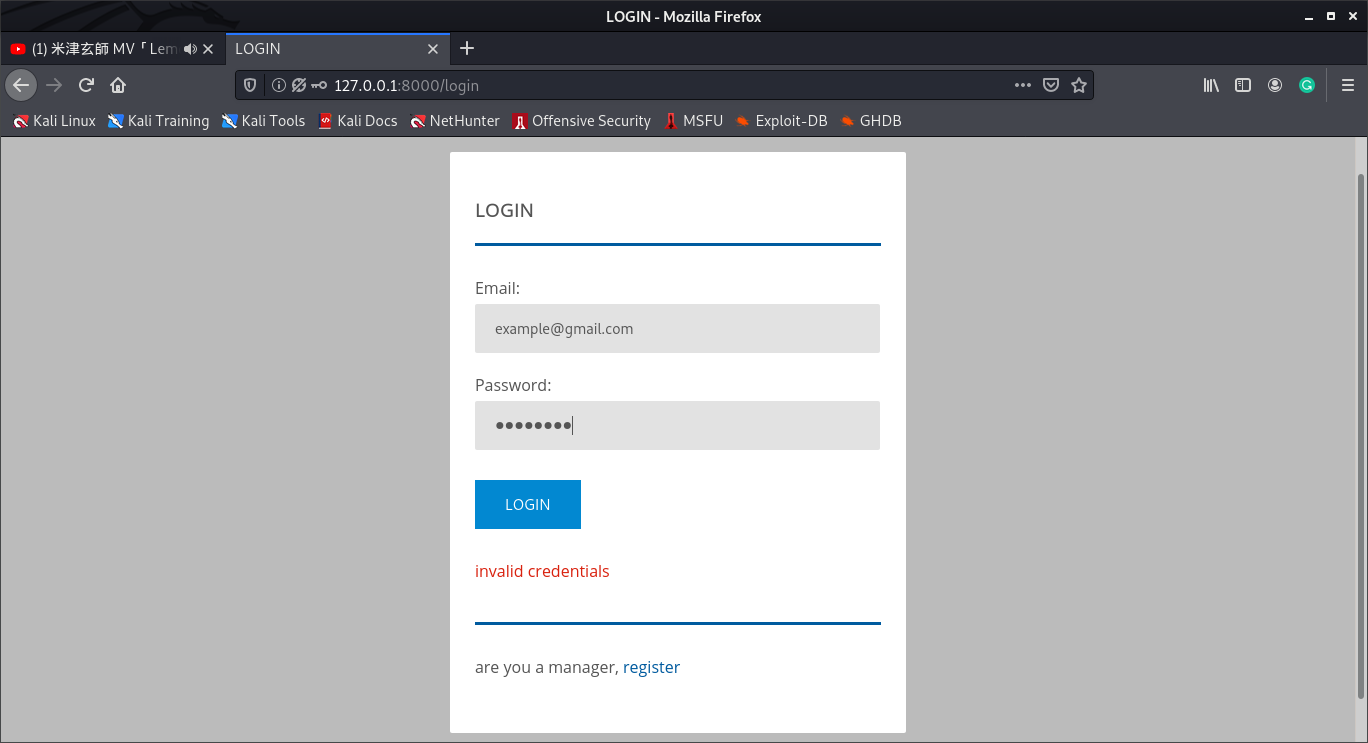 LOGIN - Mozilla Firefox
(1) 米津玄師 MV「Lem
LOGIN
127.0.0.1:8000/login
Kali Linux Kali Training Kali Tools Kali Docs NetHunter Offensive Security MSFU Exploit-DB GHDB
LOGIN
Email:
example@gmail.com
Password:
LOGIN
invalid credentials
are you a manager, register